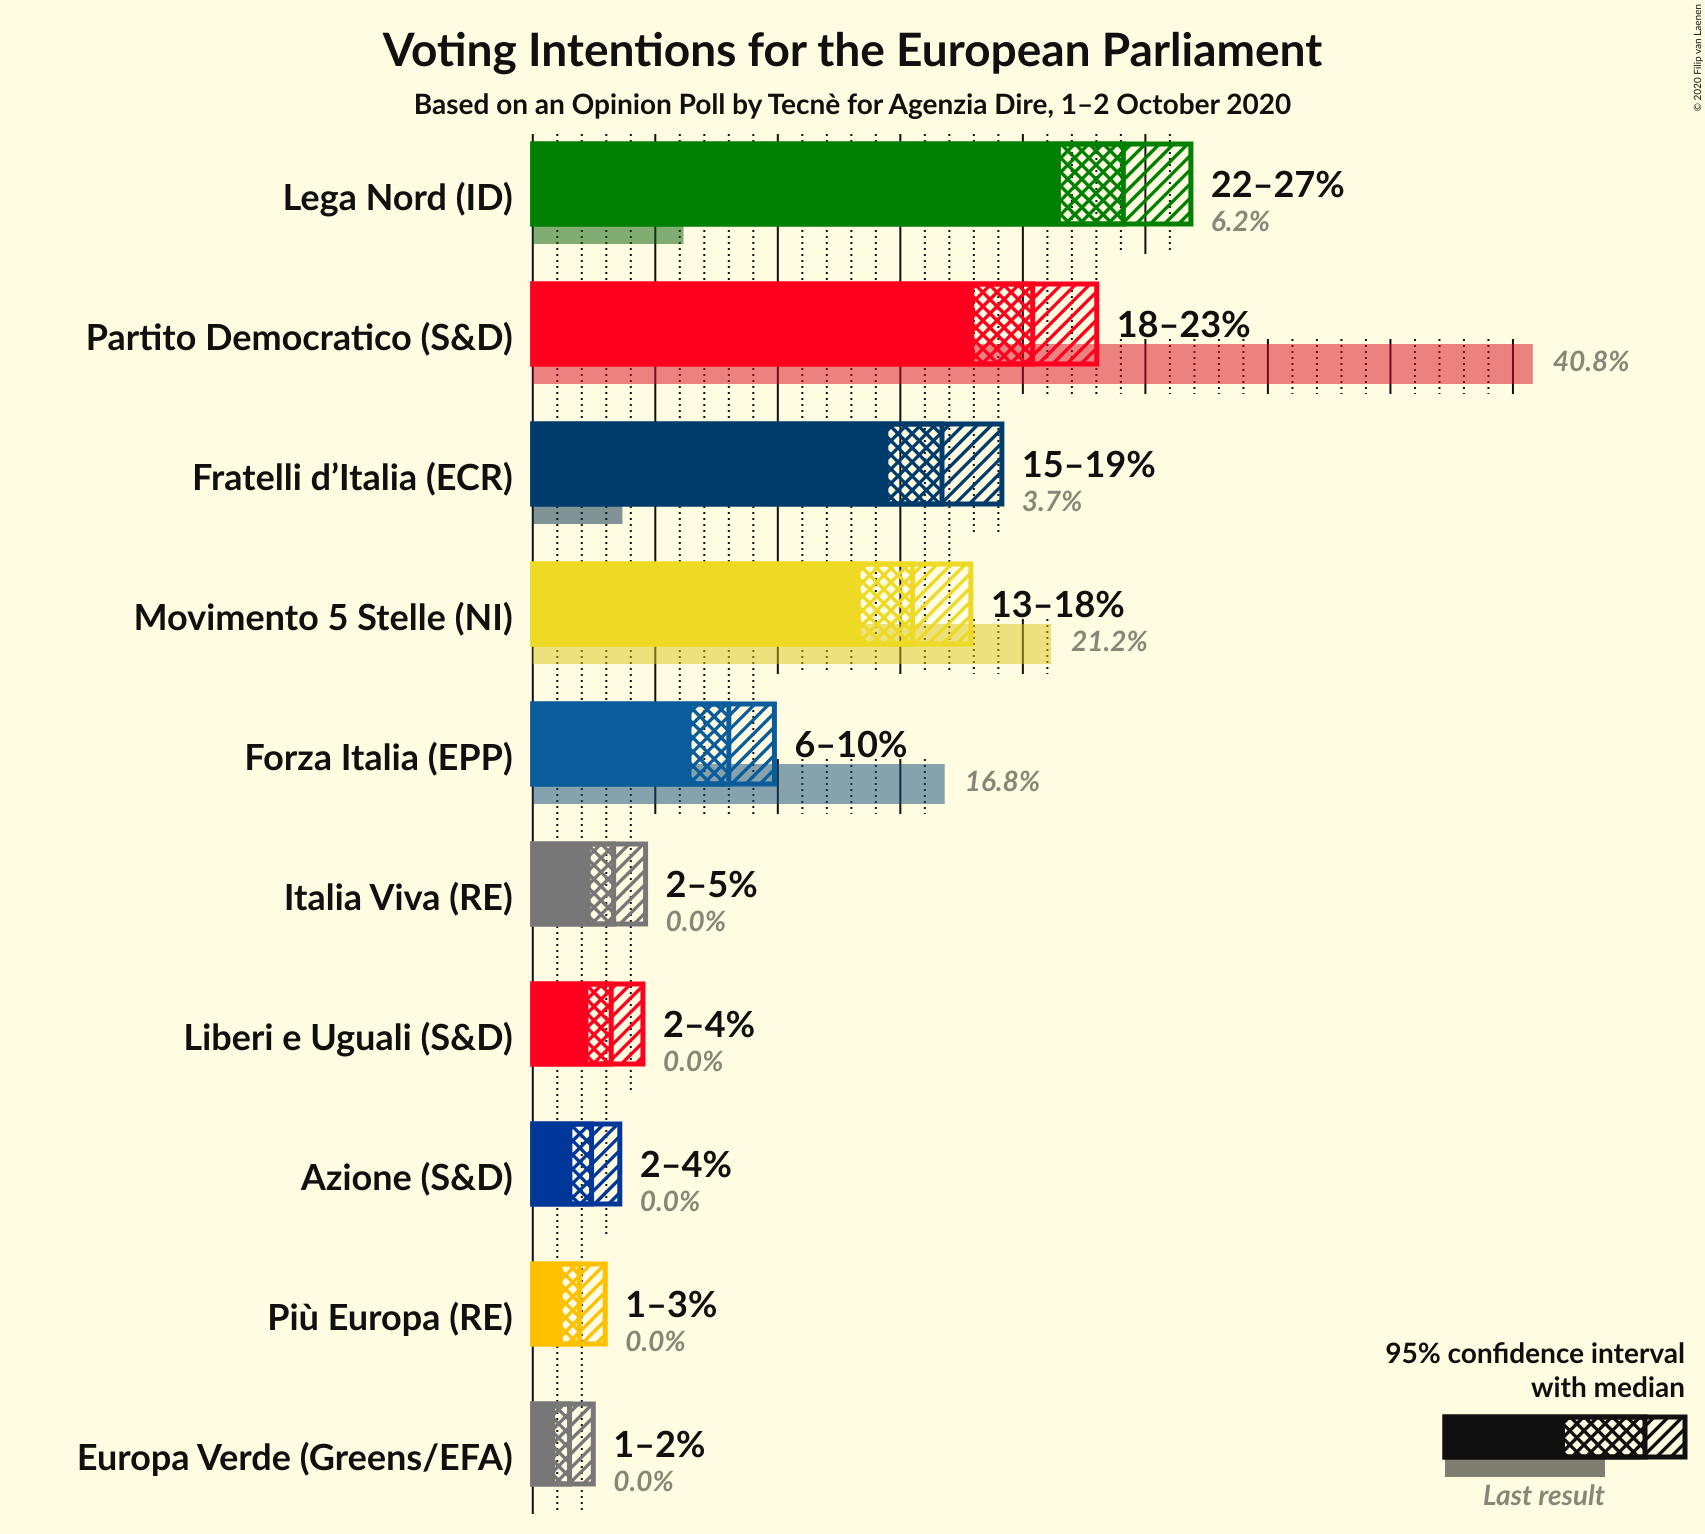 Voting Intentions for the European Parliament
Based on an Opinion Poll by Tecnè for Agenzia Dire, 1–2 October 2020
© 2020 Filip van Laenen
Lega Nord (ID)
22–27%
6.2%
Partito Democratico (S&D)
18–23%
40.8%
Fratelli d’Italia (ECR)
15–19%
3.7%
Movimento 5 Stelle (NI)
13–18%
21.2%
Forza Italia (EPP)
6–10%
16.8%
Italia Viva (RE)
2–5%
0.0%
Liberi e Uguali (S&D)
2–4%
0.0%
Azione (S&D)
2–4%
0.0%
Più Europa (RE)
1–3%
0.0%
Europa Verde (Greens/EFA)
1–2%
0.0%
95% confidence interval
with median
Last result